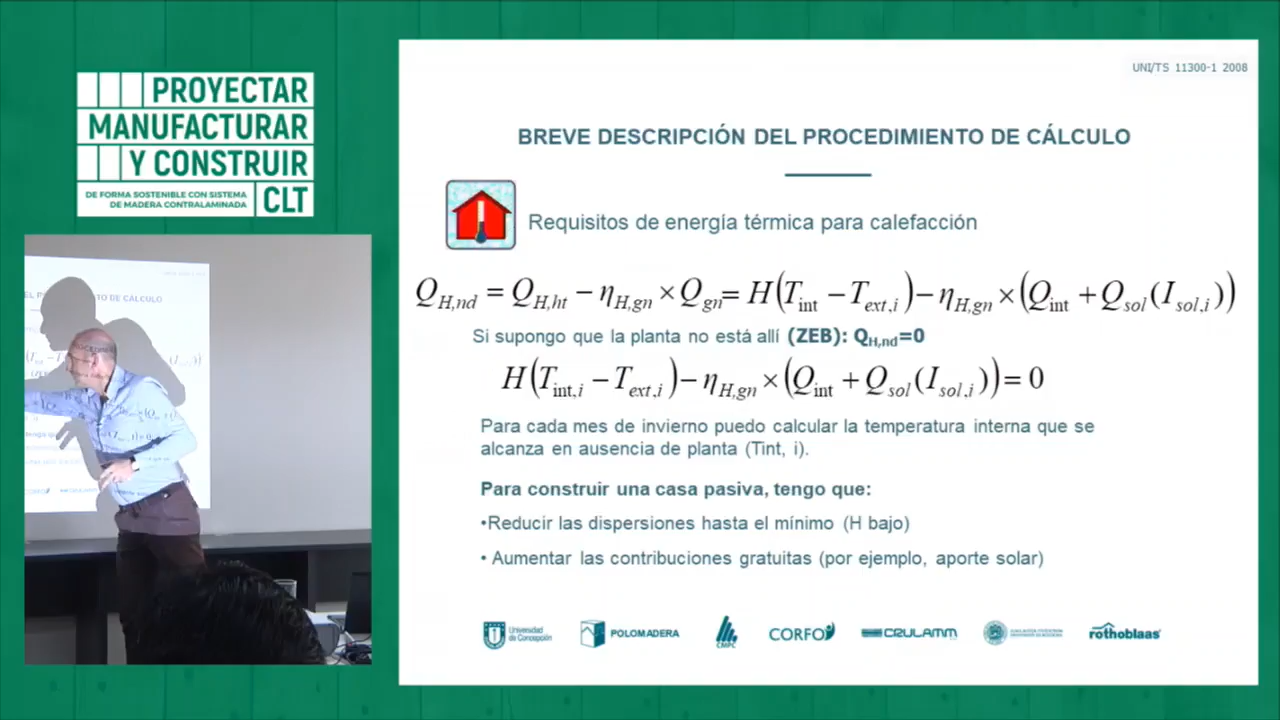 PROYECTAR
MANUFACTURAR
Y CONSTRUIR
DE FORMA SOSTENIBLE CON SISTEMA
DE MADERA CONTRALAMINADA
CLT
UNI/TS 11300-1 2008
BREVE DESCRIPCIÓN DEL PROCEDIMIENTO DE CÁLCULO
Requisitos de energía térmica para calefacción
Q_{H,nd} = Q_{H,ht} − η_{H,gn} × Q_{gn} = H(T_{int} − T_{ext,i}) − η_{H,gn} × (Q_{int} + Q_{sol}(I_{sol,i}))
Si supongo que la planta no está allí (ZEB): Q_{H,nd}=0
H(T_{int,i} − T_{ext,i}) − η_{H,gn} × (Q_{int} + Q_{sol}(I_{sol,i})) = 0
Para cada mes de invierno puedo calcular la temperatura interna que se
alcanza en ausencia de planta (Tint, i).
Para construir una casa pasiva, tengo que:
•Reducir las dispersiones hasta el mínimo (H bajo)
• Aumentar las contribuciones gratuitas (por ejemplo, aporte solar)
Universidad
de Concepción
POLOMADERA
CMPC
CORFO
CRULAMM
rothoblaas